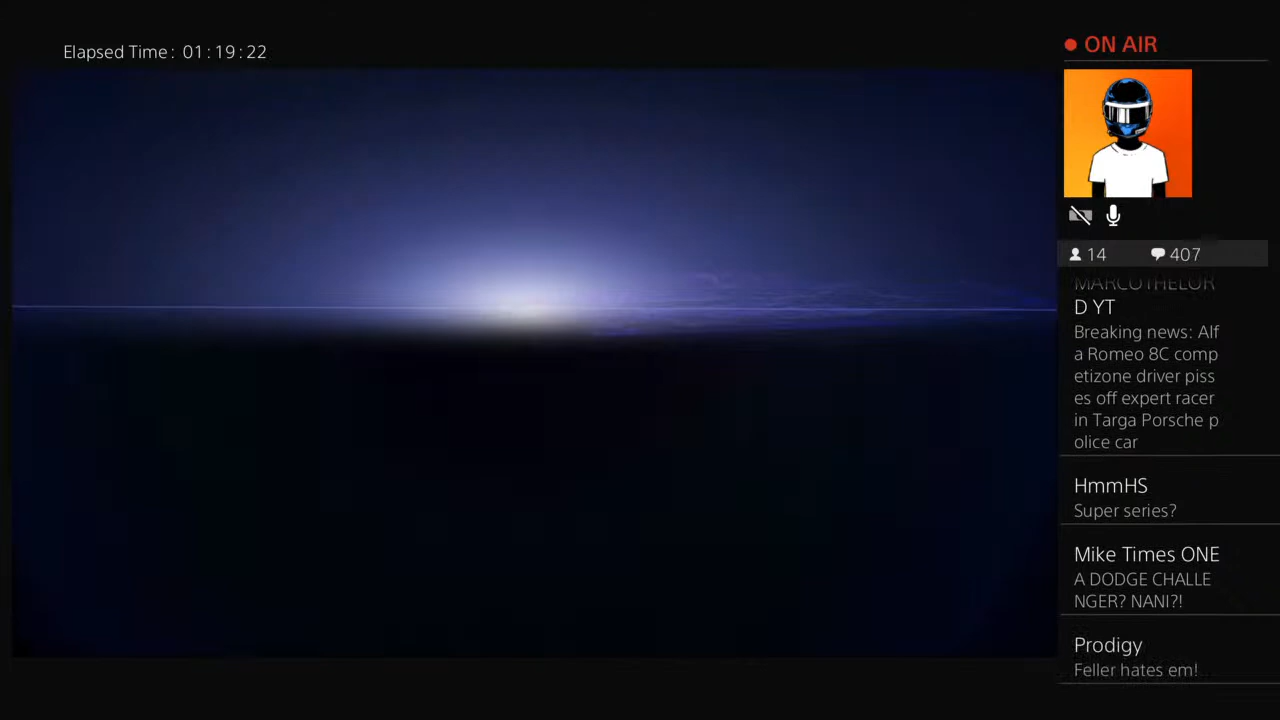 Elapsed Time: 01:19:22
ON AIR
14 407
MARCOTHELOR
D YT
Breaking news: Alf
a Romeo 8C comp
etizone driver piss
es off expert racer
in Targa Porsche p
olice car
HmmHS
Super series?
Mike Times ONE
A DODGE CHALLE
NGER? NANI?!
Prodigy
Feller hates em!